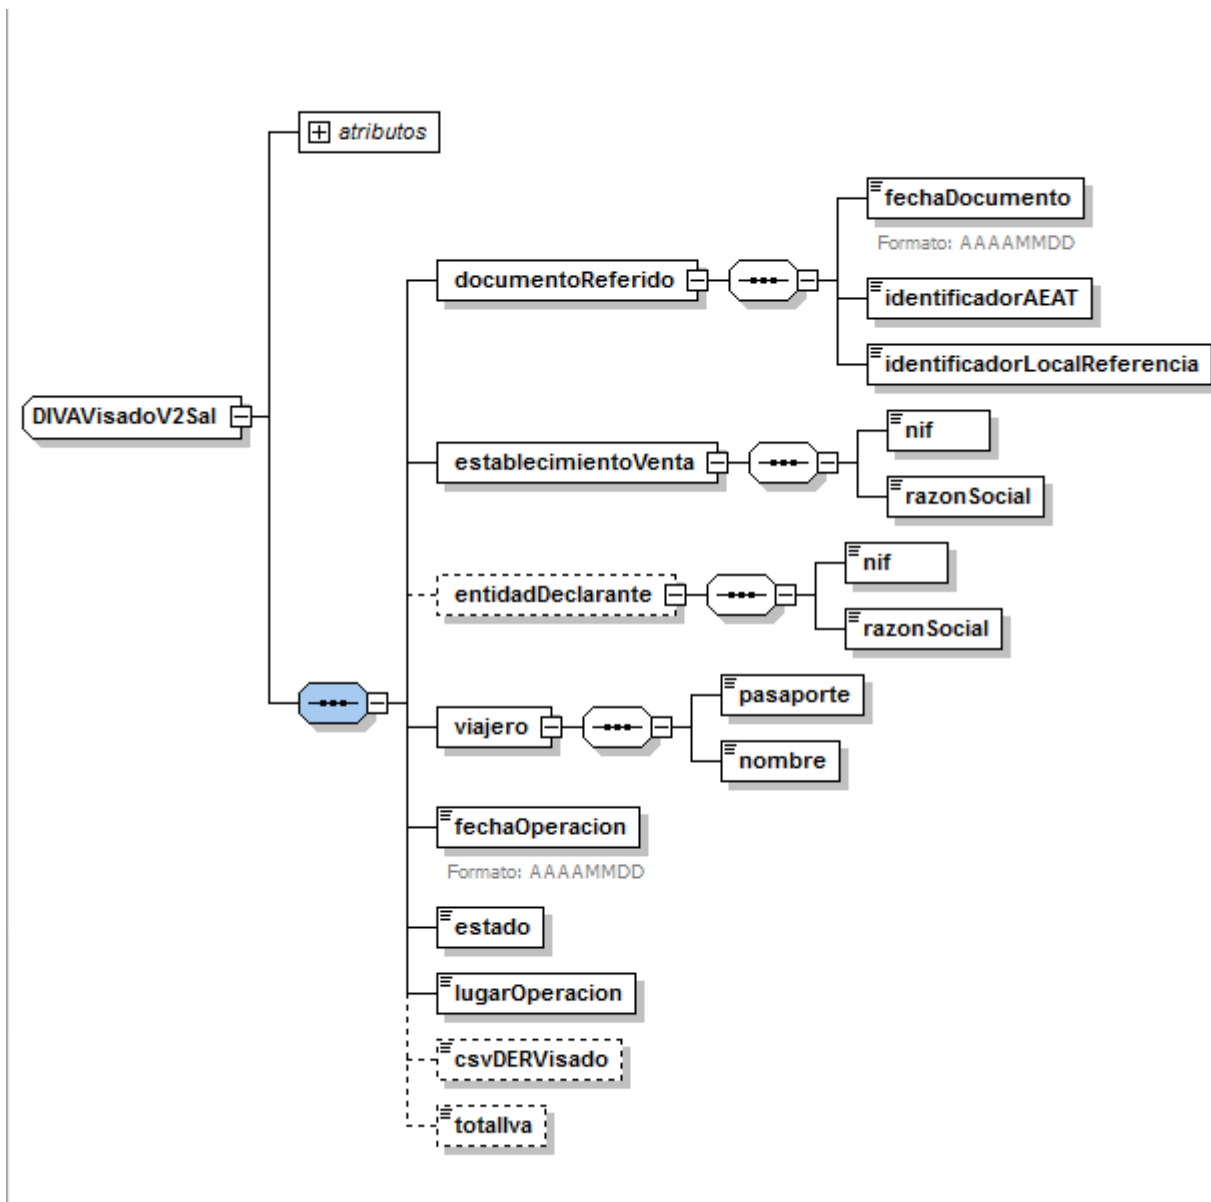 atributos
fechaDocumento
Formato: AAAAMMDD
documentoReferido
identificadorAEAT
identificadorLocalReferencia
DIVAVisadoV2Sal
nif
establecimientoVenta
razonSocial
nif
entidadDeclarante
razonSocial
pasaporte
viajero
nombre
fechaOperacion
Formato: AAAAMMDD
estado
lugarOperacion
csvDERVisado
totalIva